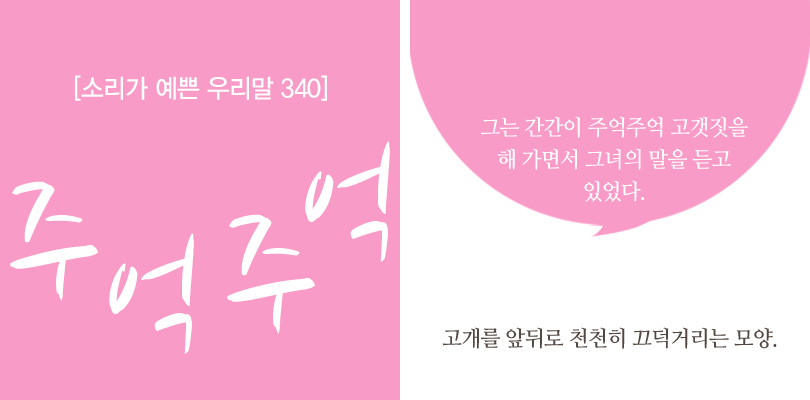 [소리가 예쁜 우리말 340]
주억주억
그는 간간이 주억주억 고갯짓을
해 가면서 그녀의 말을 듣고
있었다.
고개를 앞뒤로 천천히 끄덕거리는 모양.